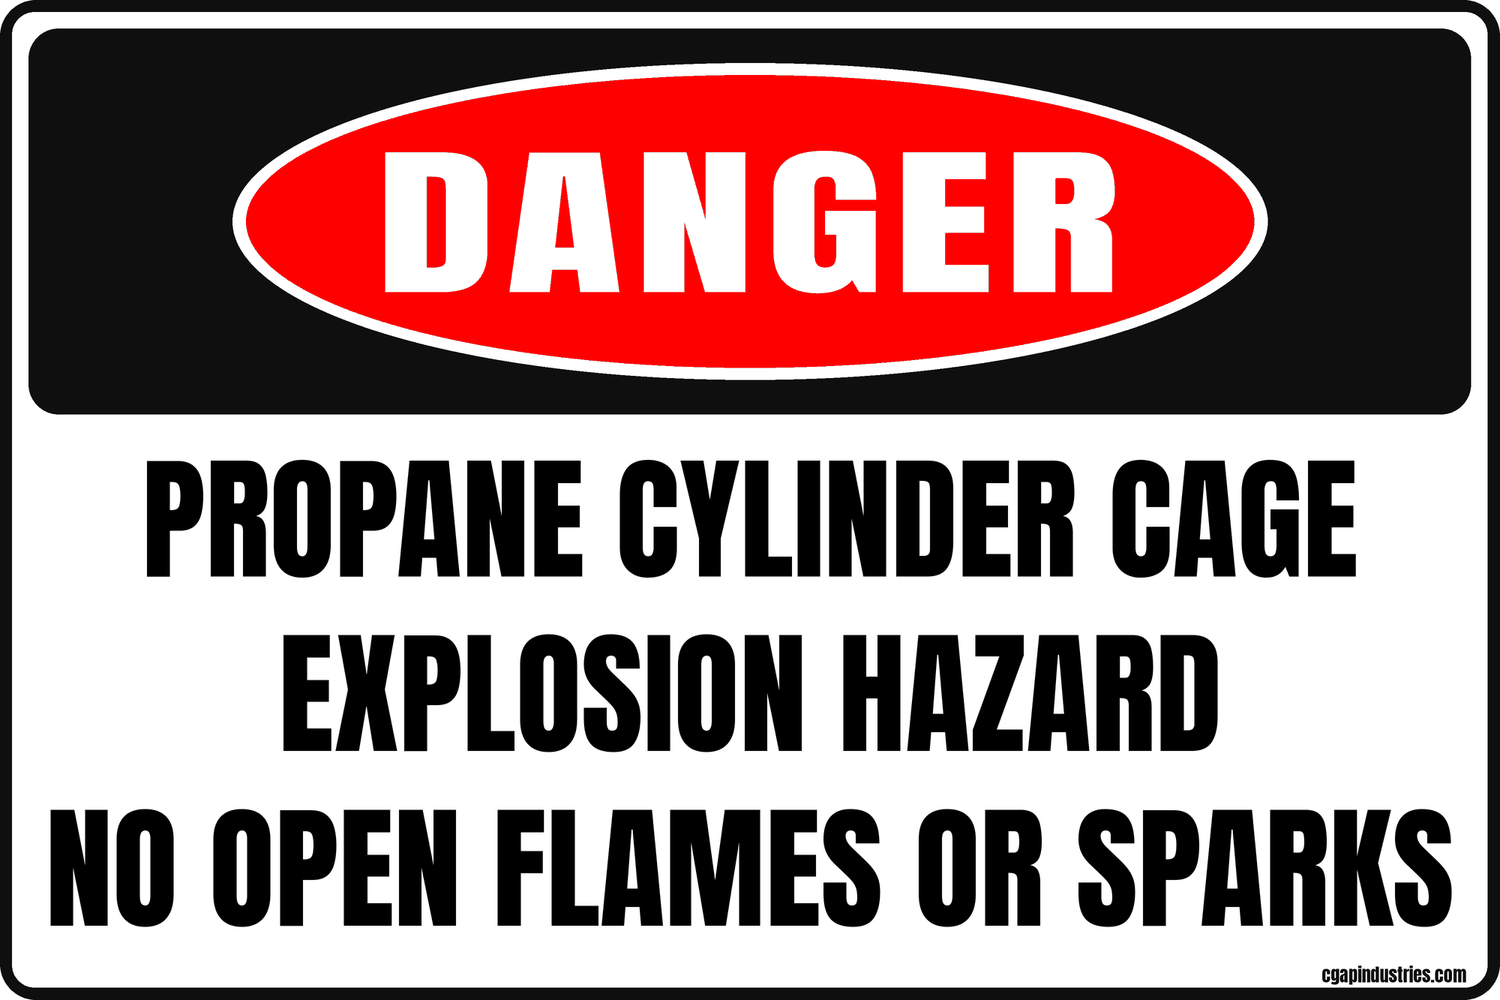 DANGER
PROPANE CYLINDER CAGE
EXPLOSION HAZARD
NO OPEN FLAMES OR SPARKS
cgapindustries.com